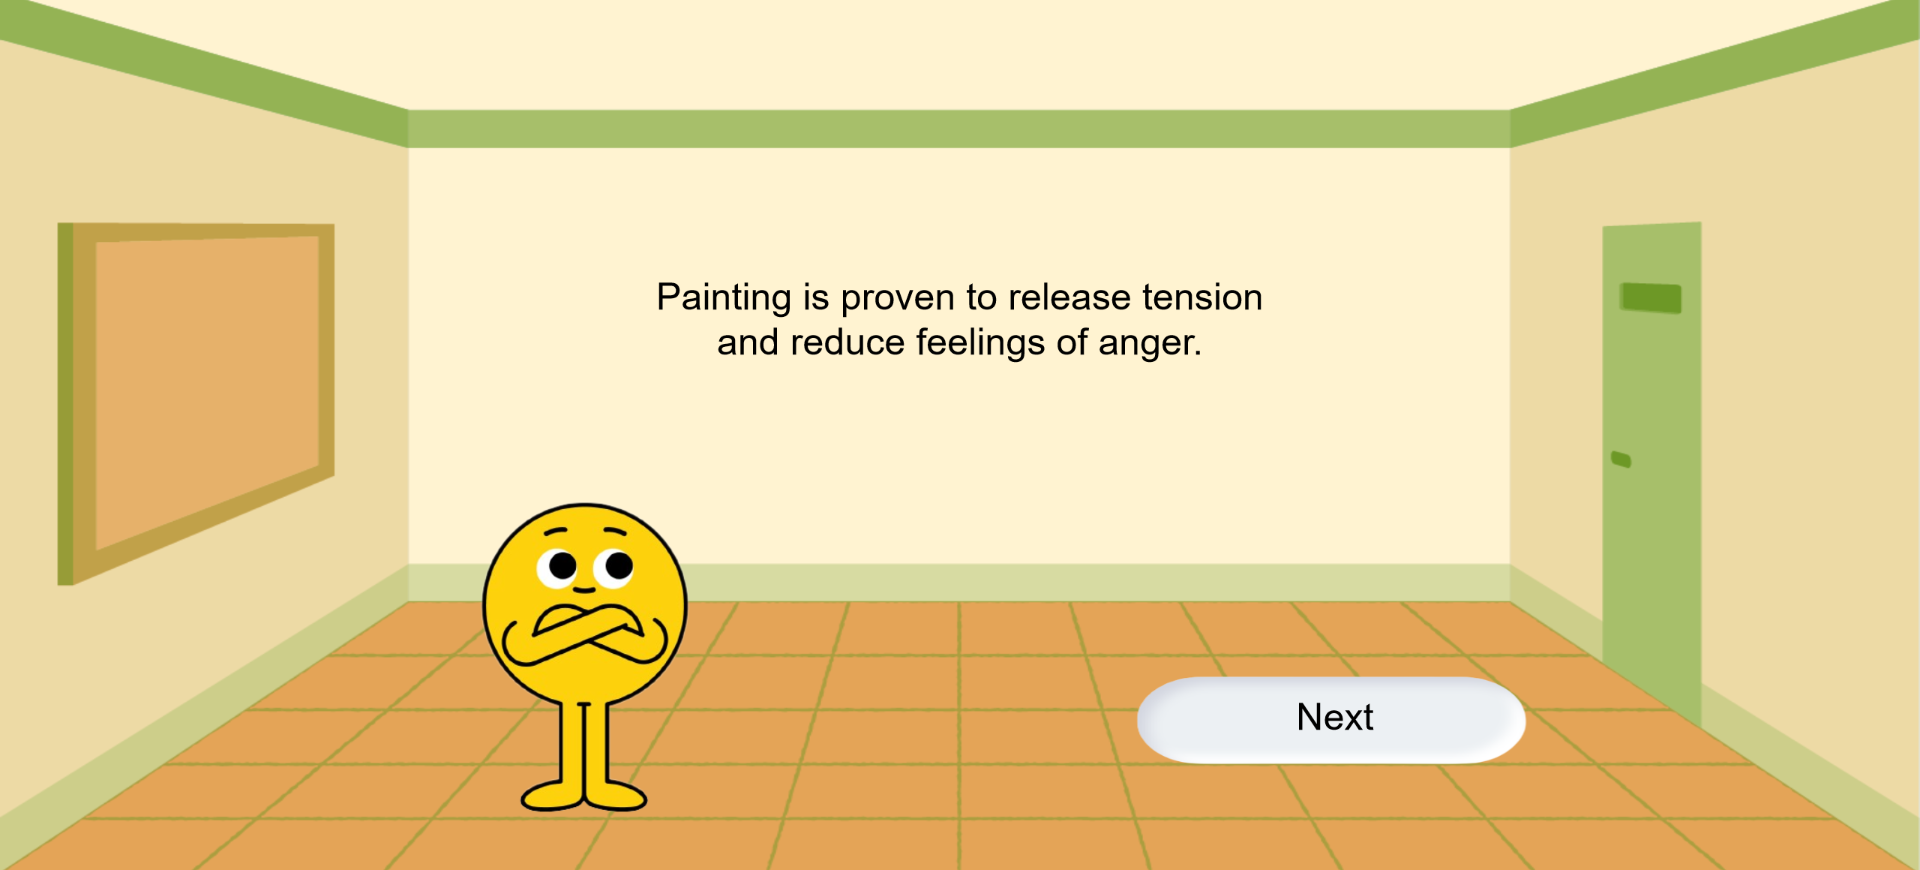 Painting is proven to release tension
and reduce feelings of anger.
Next